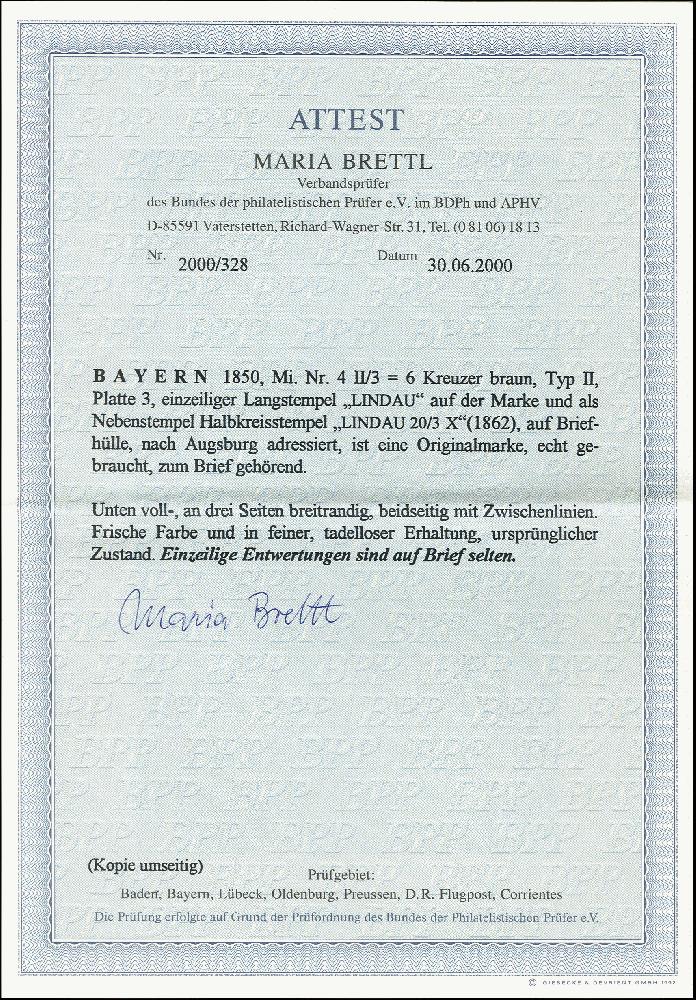 ATTEST
MARIA BRETTL
Verbandsprüfer
des Bundes der philatelistischen Prüfer e.V. im BDPh und APHV
D-85591 Vaterstetten, Richard-Wagner-Str. 31, Tel. (0 81 06) 18 13
Nr. 2000/328 Datum 30.06.2000
BAYERN 1850, Mi. Nr. 4 II/3 = 6 Kreuzer braun, Typ II,
Platte 3, einzeiliger Langstempel „LINDAU“ auf der Marke und als
Nebenstempel Halbkreisstempel „LINDAU 20/3 X“(1862), auf Brief-
hülle, nach Augsburg adressiert, ist eine Originalmarke, echt ge-
braucht, zum Brief gehörend.
Unten voll-, an drei Seiten breitrandig, beidseitig mit Zwischenlinien.
Frische Farbe und in feiner, tadelloser Erhaltung, ursprünglicher
Zustand. Einzeilige Entwertungen sind auf Brief selten.
Maria Brettl
(Kopie umseitig)
Prüfgebiet:
Baden, Bayern, Lübeck, Oldenburg, Preussen, D.R. Flugpost, Corrientes
Die Prüfung erfolgte auf Grund der Prüfordnung des Bundes der Philatelistischen Prüfer e.V.
© GIESECKE & DEVRIENT GMBH 1992